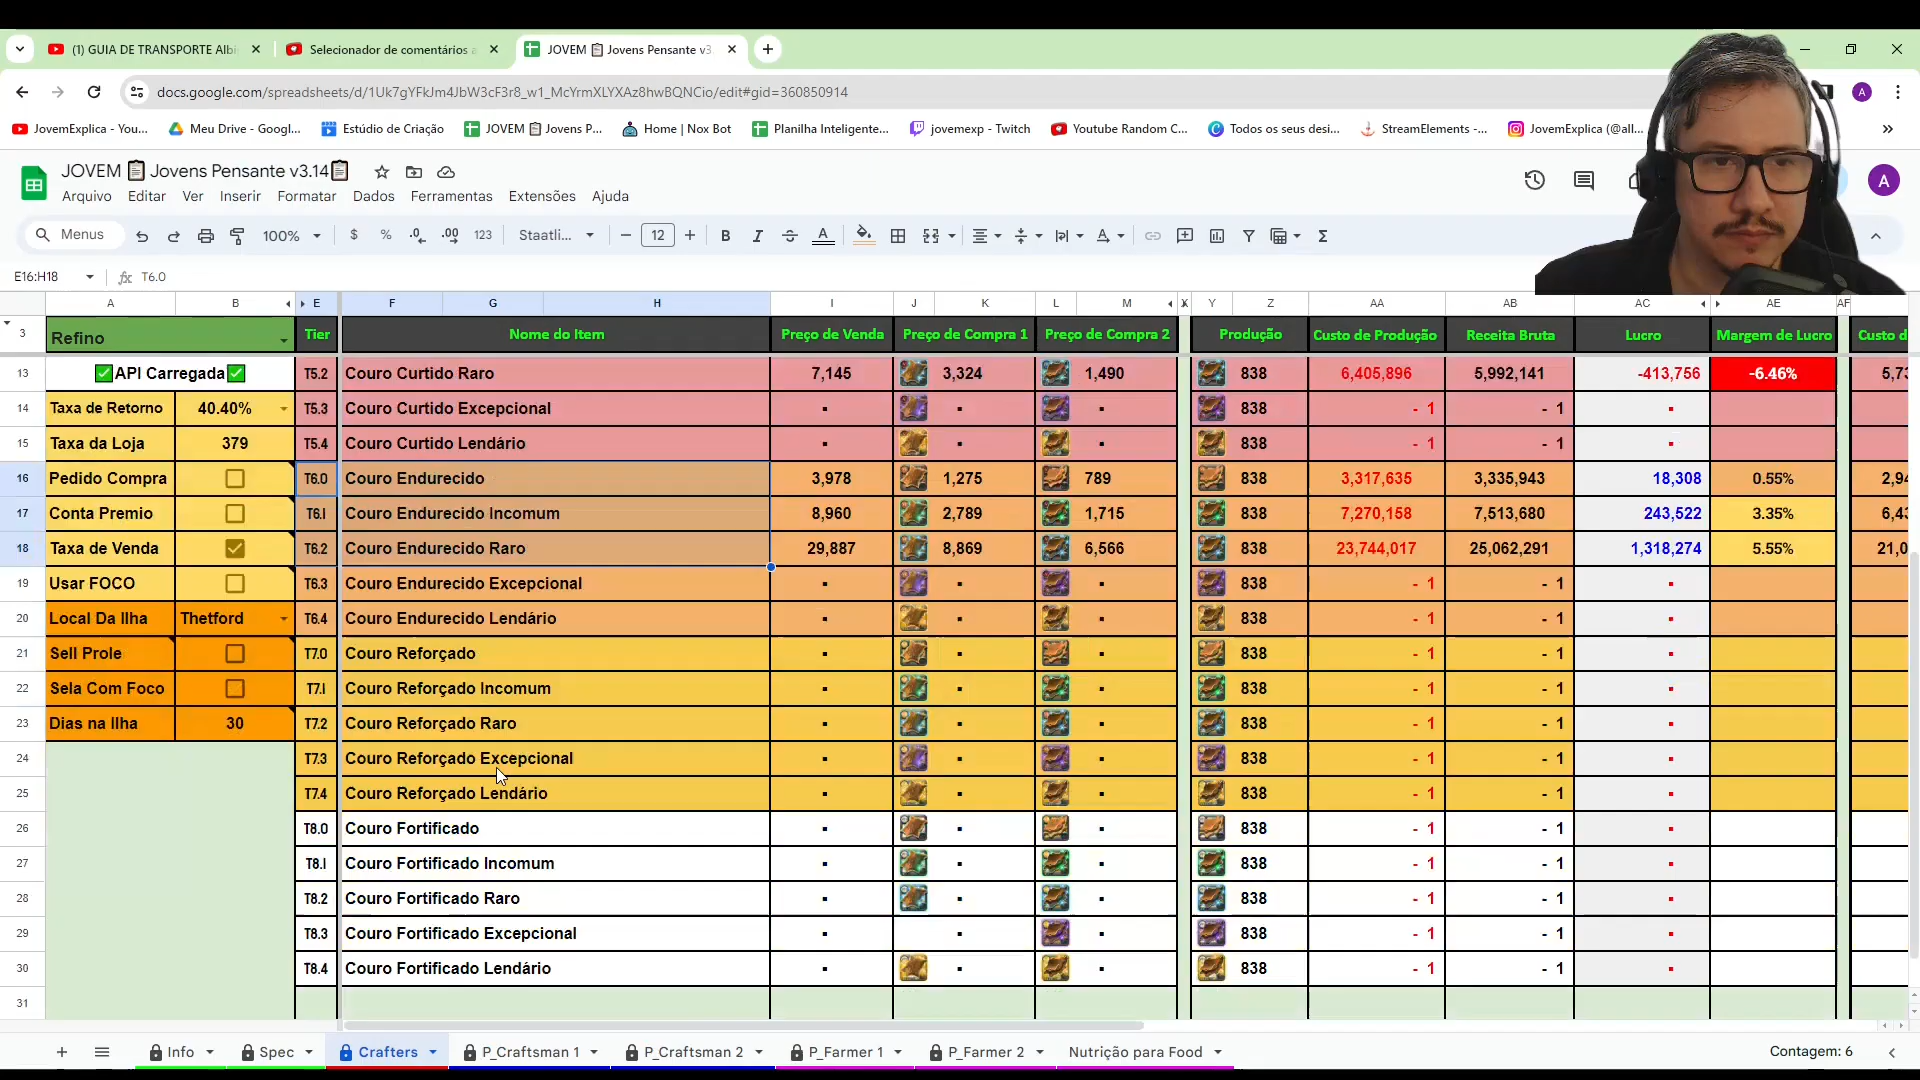 (1) GUIA DE TRANSPORTE Albi
Selecionador de comentários a
JOVEM 📋 Jovens Pensante v3.
docs.google.com/spreadsheets/d/1Uk7gYFkJm4JbW3cF3r8_w1_McYrmXLYXAz8hwBQNCio/edit#gid=360850914
A
JovemExplica - You...
Meu Drive - Googl...
Estúdio de Criação
JOVEM 📋 Jovens P...
Home | Nox Bot
Planilha Inteligente...
jovemexp - Twitch
Youtube Random C...
Todos os seus desi...
StreamElements -...
JovemExplica (@all...
JOVEM 📋 Jovens Pensante v3.14📋
A
Arquivo Editar Ver Inserir Formatar Dados Ferramentas Extensões Ajuda
Menus 100% $ % .0 .00 123 Staatli... 12 B I A Σ
E16:H18 fx T6.0
A B E F G H I J K L M X Y Z AA AB AC AE AF
3 Refino Tier Nome do Item Preço de Venda Preço de Compra 1 Preço de Compra 2 Produção Custo de Produção Receita Bruta Lucro Margem de Lucro Custo d
13 ✅API Carregada✅ T5.2 Couro Curtido Raro 7,145 3,324 1,490 838 6,405,896 5,992,141 -413,756 -6.46% 5,73
14 Taxa de Retorno 40.40% T5.3 Couro Curtido Excepcional 838 - 1 - 1
15 Taxa da Loja 379 T5.4 Couro Curtido Lendário 838 - 1 - 1
16 Pedido Compra T6.0 Couro Endurecido 3,978 1,275 789 838 3,317,635 3,335,943 18,308 0.55% 2,94
17 Conta Premio T6.1 Couro Endurecido Incomum 8,960 2,789 1,715 838 7,270,158 7,513,680 243,522 3.35% 6,43
18 Taxa de Venda T6.2 Couro Endurecido Raro 29,887 8,869 6,566 838 23,744,017 25,062,291 1,318,274 5.55% 21,0
19 Usar FOCO T6.3 Couro Endurecido Excepcional 838 - 1 - 1
20 Local Da Ilha Thetford T6.4 Couro Endurecido Lendário 838 - 1 - 1
21 Sell Prole T7.0 Couro Reforçado 838 - 1 - 1
22 Sela Com Foco T7.1 Couro Reforçado Incomum 838 - 1 - 1
23 Dias na Ilha 30 T7.2 Couro Reforçado Raro 838 - 1 - 1
24 T7.3 Couro Reforçado Excepcional 838 - 1 - 1
25 T7.4 Couro Reforçado Lendário 838 - 1 - 1
26 T8.0 Couro Fortificado 838 - 1 - 1
27 T8.1 Couro Fortificado Incomum 838 - 1 - 1
28 T8.2 Couro Fortificado Raro 838 - 1 - 1
29 T8.3 Couro Fortificado Excepcional 838 - 1 - 1
30 T8.4 Couro Fortificado Lendário 838 - 1 - 1
31
Info Spec Crafters P_Craftsman 1 P_Craftsman 2 P_Farmer 1 P_Farmer 2 Nutrição para Food Contagem: 6